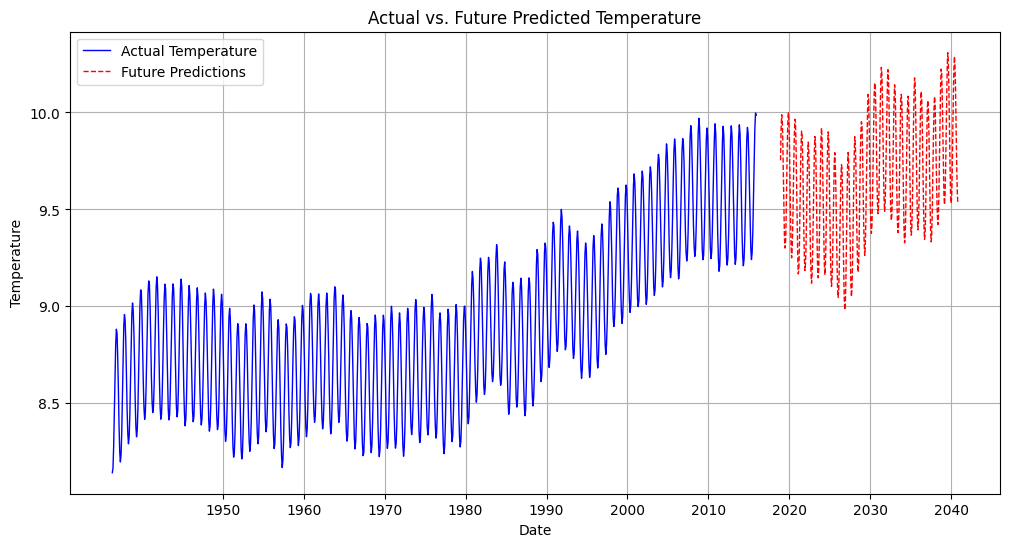 Actual vs. Future Predicted Temperature
Actual Temperature
Future Predictions
10.0
9.5
9.0
8.5
Temperature
1950 1960 1970 1980 1990 2000 2010 2020 2030 2040
Date